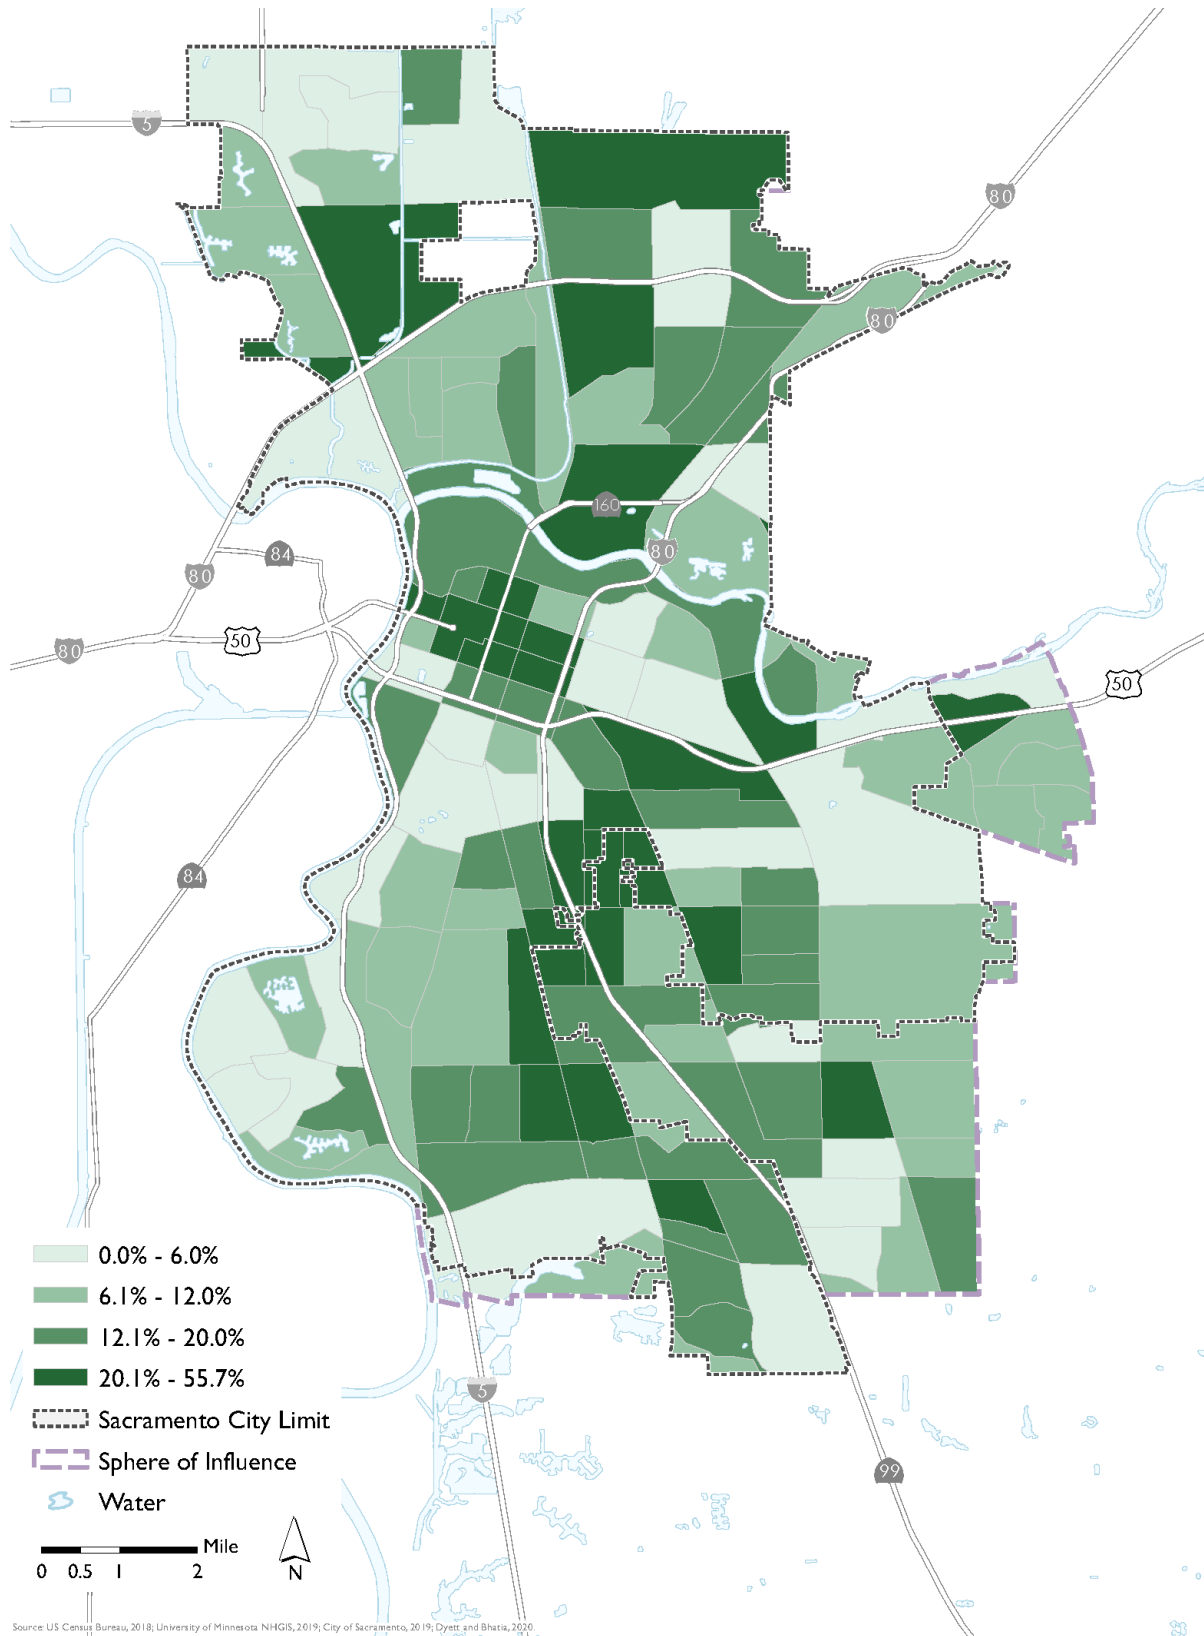 5
80
80
160
80
84
80
50
80
50
84
0.0% - 6.0%
6.1% - 12.0%
12.1% - 20.0%
20.1% - 55.7%
Sacramento City Limit
Sphere of Influence
Water
5
99
Mile
0 0.5 1 2
N
Source: US Census Bureau, 2018; University of Minnesota NHGIS, 2019; City of Sacramento, 2019; Dyett and Bhatia, 2020.